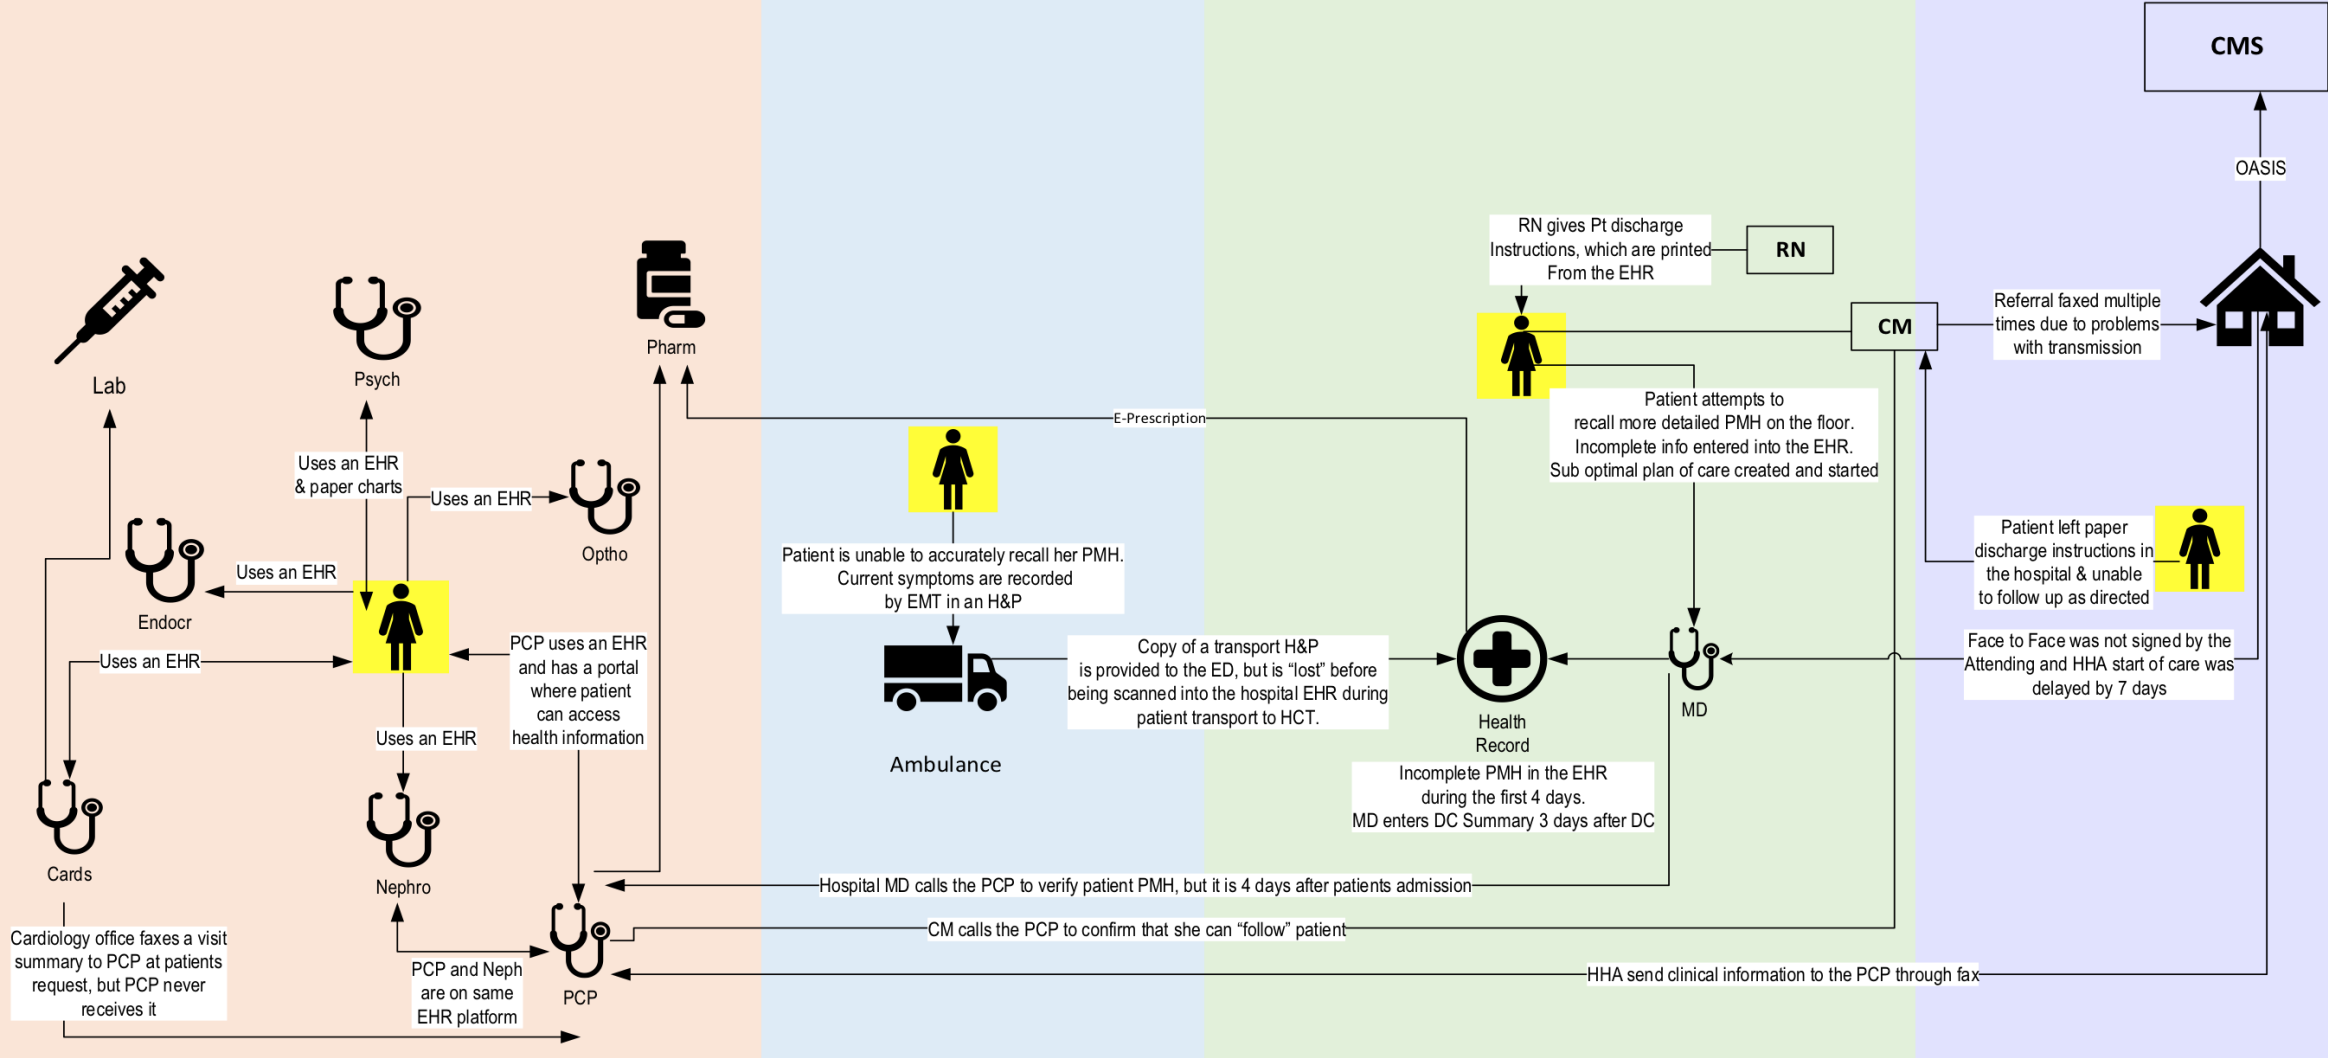 CMS
OASIS
RN gives Pt discharge
Instructions, which are printed
From the EHR
RN
Referral faxed multiple
times due to problems
with transmission
CM
Lab
Psych
Pharm
E-Prescription
Patient attempts to
recall more detailed PMH on the floor.
Incomplete info entered into the EHR.
Sub optimal plan of care created and started
Uses an EHR
& paper charts
Uses an EHR
Optho
Uses an EHR
Endocr
Patient is unable to accurately recall her PMH.
Current symptoms are recorded
by EMT in an H&P
Patient left paper
discharge instructions in
the hospital & unable
to follow up as directed
Uses an EHR
PCP uses an EHR
and has a portal
where patient
can access
health information
Copy of a transport H&P
is provided to the ED, but is “lost” before
being scanned into the hospital EHR during
patient transport to HCT.
Face to Face was not signed by the
Attending and HHA start of care was
delayed by 7 days
MD
Health
Record
Uses an EHR
Ambulance
Incomplete PMH in the EHR
during the first 4 days.
MD enters DC Summary 3 days after DC
Cards
Nephro
Hospital MD calls the PCP to verify patient PMH, but it is 4 days after patients admission
CM calls the PCP to confirm that she can “follow” patient
Cardiology office faxes a visit
summary to PCP at patients
request, but PCP never
receives it
PCP and Neph
are on same
EHR platform
PCP
HHA send clinical information to the PCP through fax